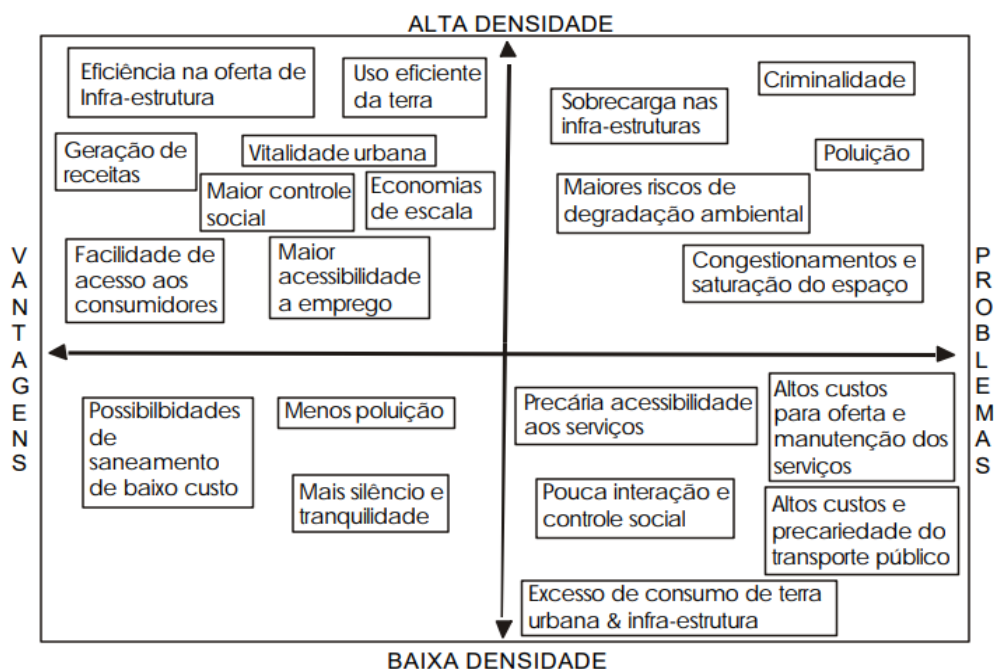 ALTA DENSIDADE
Eficiência na oferta de
Infra-estrutura
Uso eficiente
da terra
Geração de
receitas
Vitalidade urbana
Maior controle
social
Economias
de escala
Facilidade de
acesso aos
consumidores
Maior
acessibilidade
a emprego
Criminalidade
Sobrecarga nas
infra-estruturas
Poluição
Maiores riscos de
degradação ambiental
Congestionamentos e
saturação do espaço
VANTAGENS
PROBLEMAS
Possibilbidades
de
saneamento
de baixo custo
Menos poluição
Mais silêncio e
tranquilidade
Precária acessibilidade
aos serviços
Altos custos
para oferta e
manutenção dos
serviços
Pouca interação e
controle social
Altos custos e
precariedade do
transporte público
Excesso de consumo de terra
urbana & infra-estrutura
BAIXA DENSIDADE